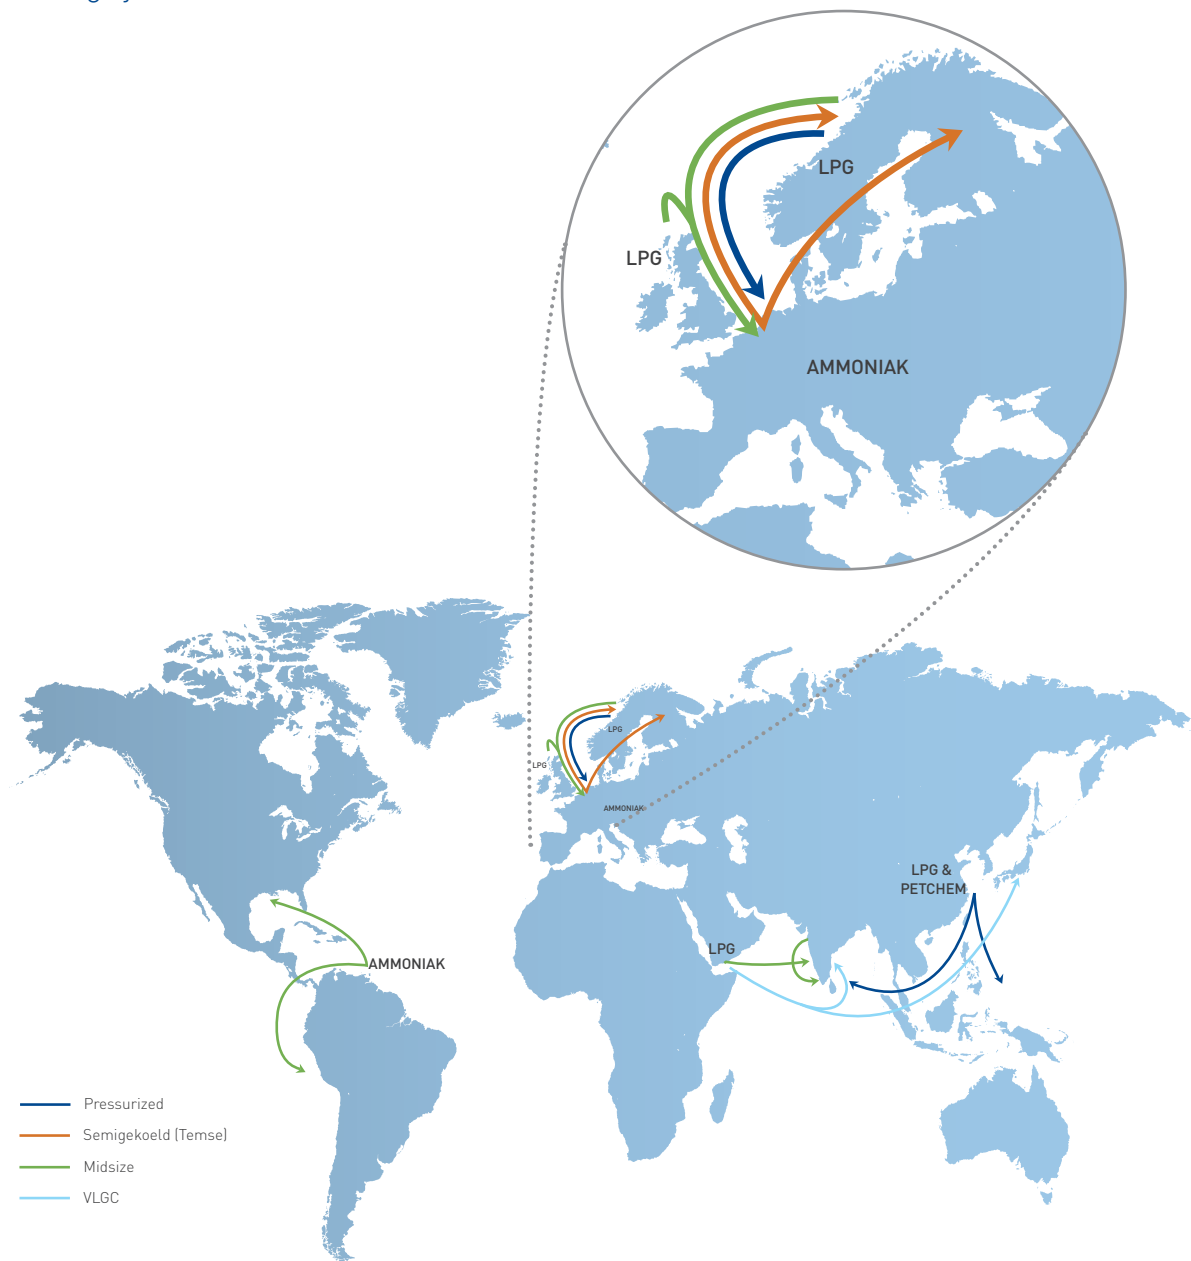 LPG
LPG
AMMONIAK
LPG
LPG
AMMONIAK
LPG &
PETCHEM
LPG
AMMONIAK
Pressurized
Semigekoeld (Temse)
Midsize
VLGC